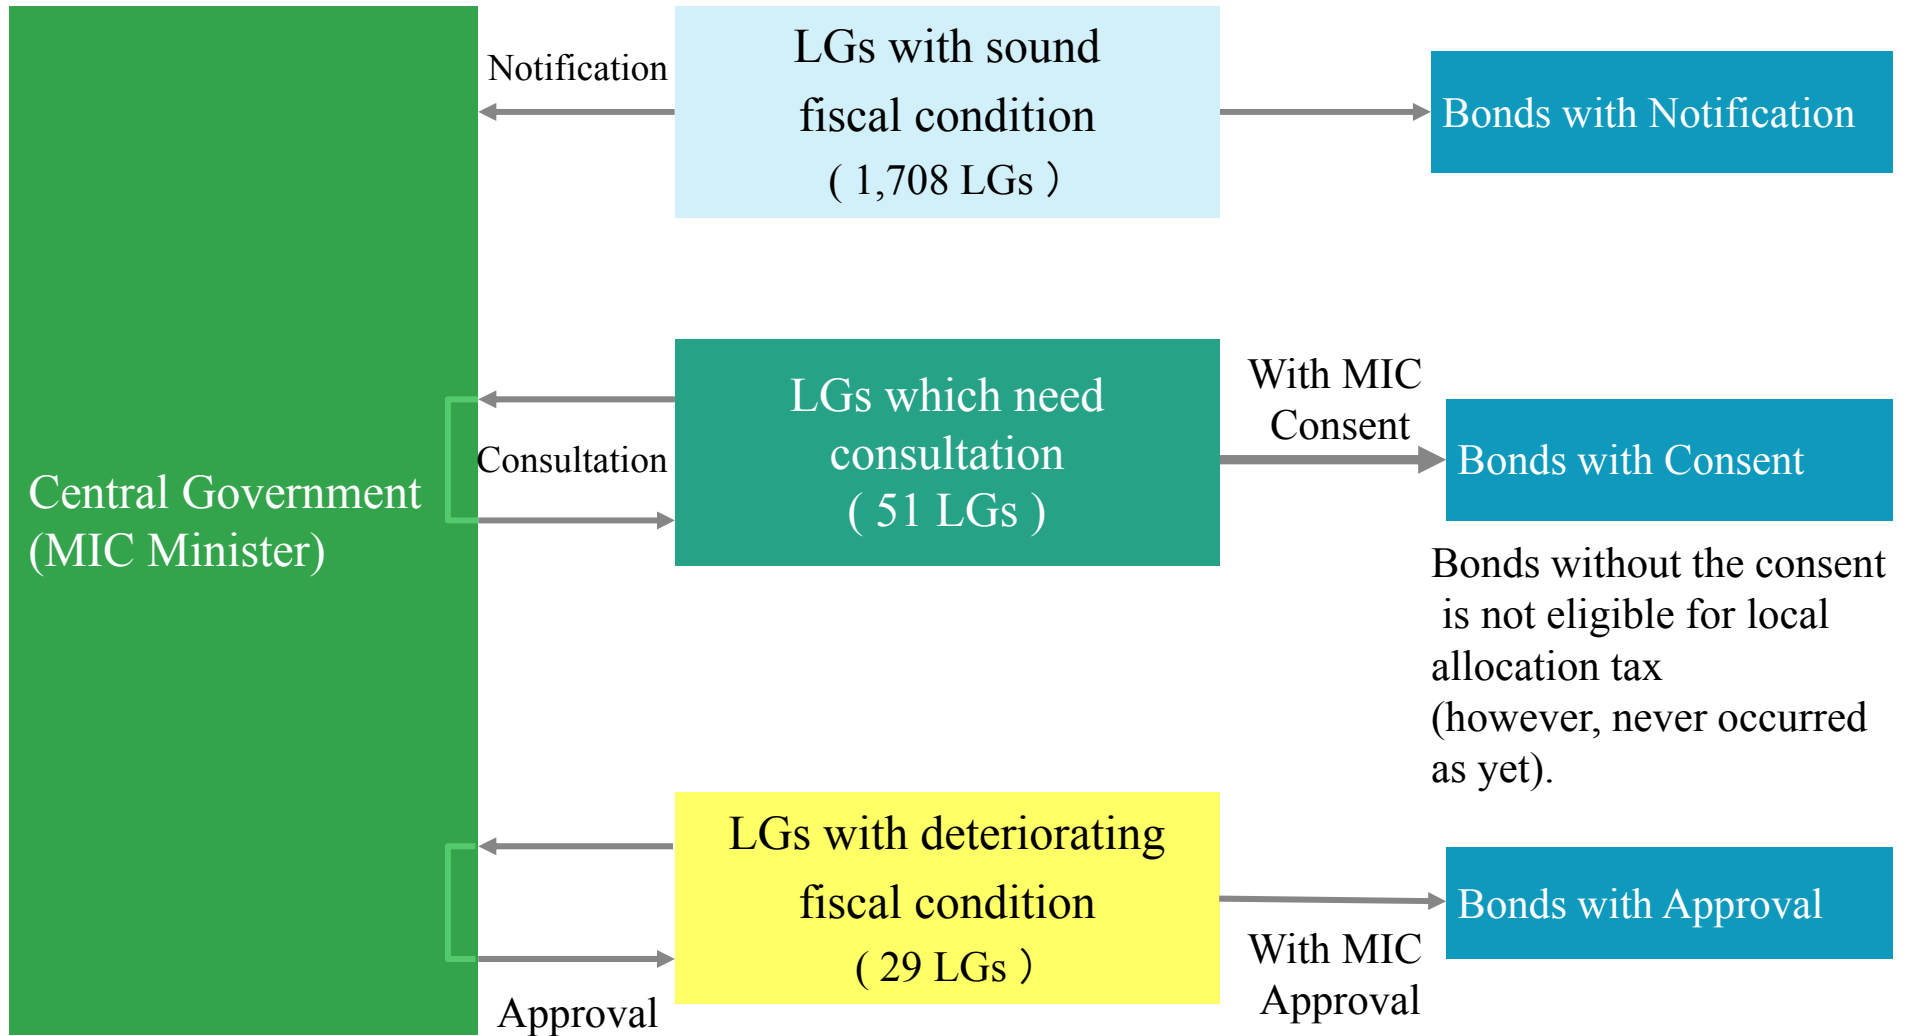 Central Government
(MIC Minister)
Notification
LGs with sound
fiscal condition
( 1,708 LGs ）
Bonds with Notification
Consultation
LGs which need
consultation
( 51 LGs )
With MIC
Consent
Bonds with Consent
Bonds without the consent
is not eligible for local
allocation tax
(however, never occurred
as yet).
Approval
LGs with deteriorating
fiscal condition
( 29 LGs ）
With MIC
Approval
Bonds with Approval